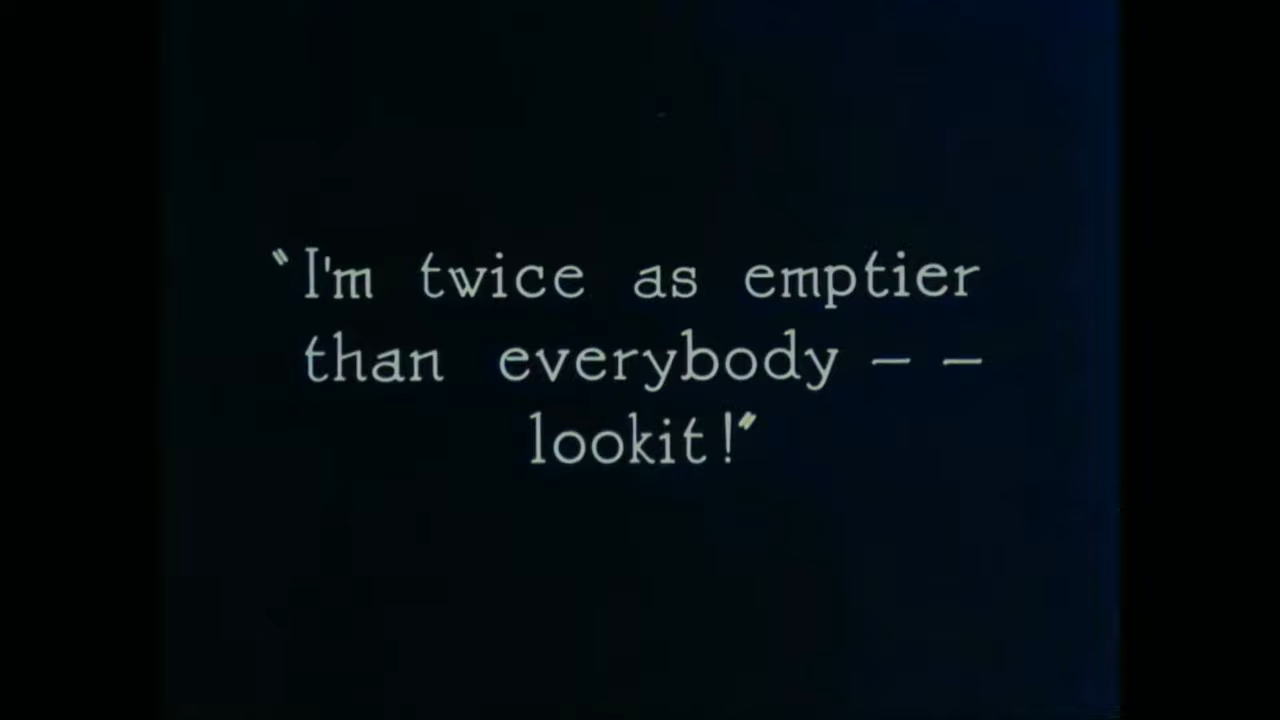 "I'm twice as emptier
than everybody – –
lookit!"